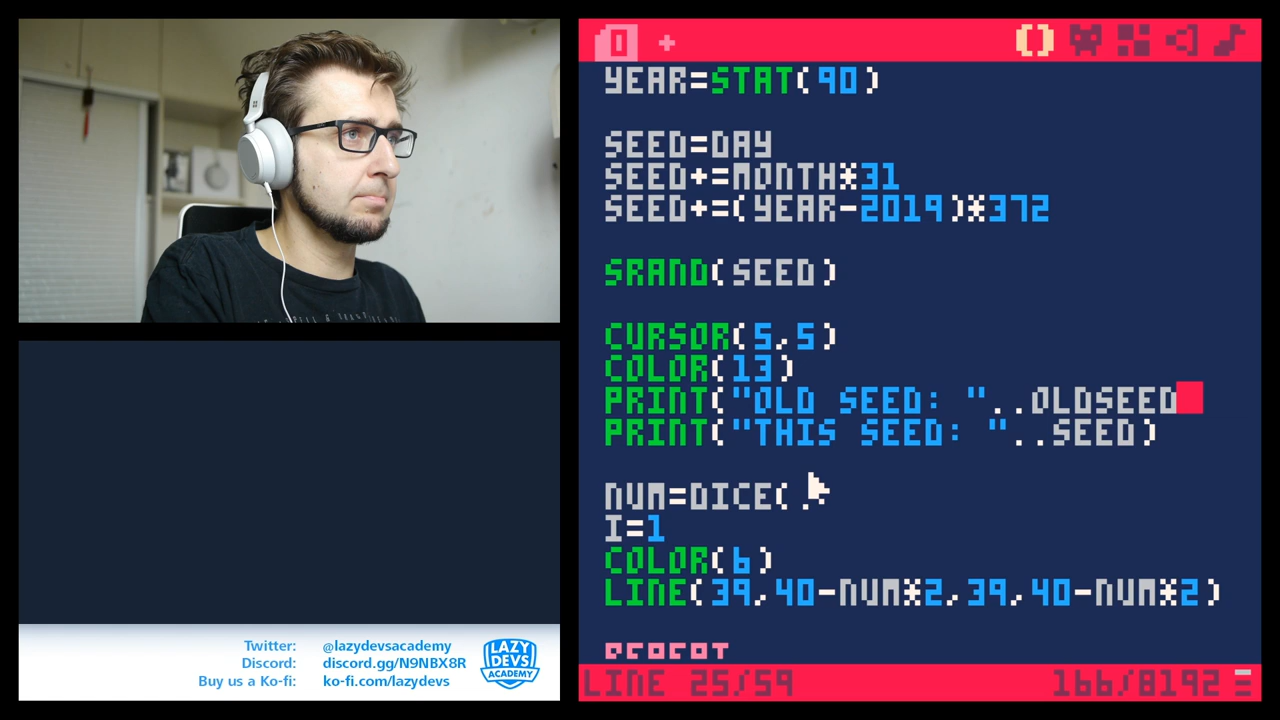 YEAR=STAT(90)
SEED=DAY
SEED+=MONTH*31
SEED+=(YEAR-2019)*372
SRAND(SEED)
CURSOR(5,5)
COLOR(13)
PRINT("OLD SEED: "..OLDSEED
PRINT("THIS SEED: "..SEED)
NUM=DICE(
I=1
COLOR(6)
LINE(39,40-NUM*2,39,40-NUM*2)
LINE 25/59
166/8192
Twitter: @lazydevsacademy
Discord: discord.gg/N9NBX8R
Buy us a Ko-fi: ko-fi.com/lazydevs
LAZY
DEVS
ACADEMY